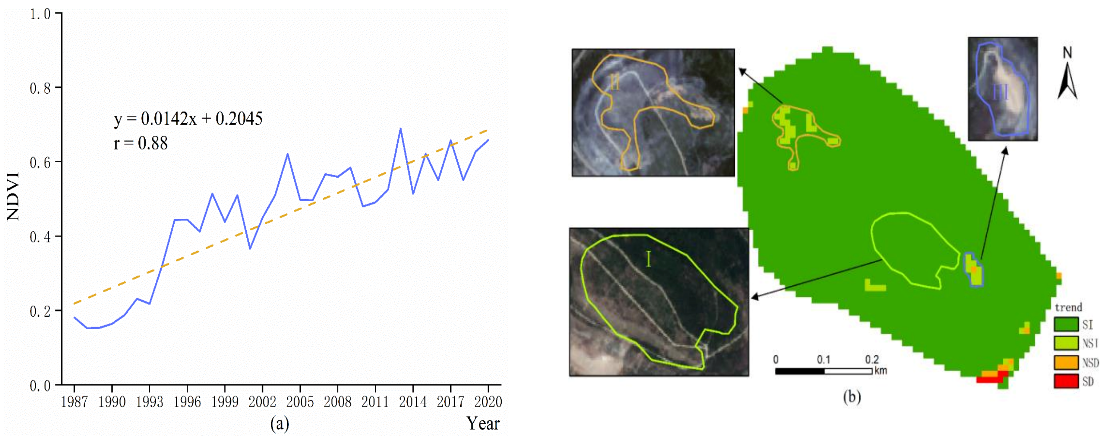 1.0
0.8
0.6
0.4
0.2
0.0
NDVI
y = 0.0142x + 0.2045
r = 0.88
1987 1990 1993 1996 1999 2002 2005 2008 2011 2014 2017 2020
(a)
Year
II
III
N
I
0 0.1 0.2
km
trend
SI
NSI
NSD
SD
(b)